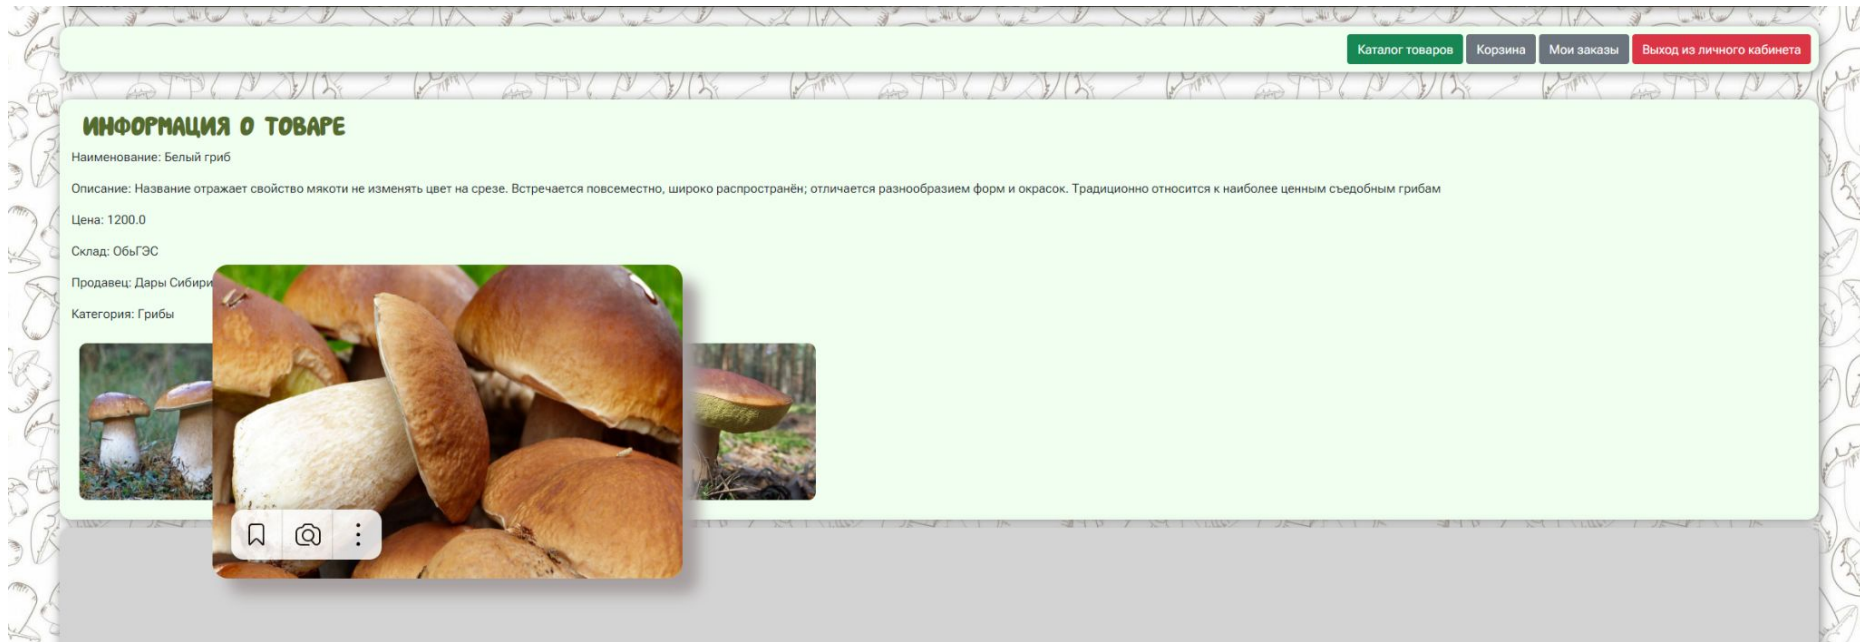 Каталог товаров
Корзина
Мои заказы
Выход из личного кабинета
ИНФОРМАЦИЯ О ТОВАРЕ
Наименование: Белый гриб
Описание: Название отражает свойство мякоти не изменять цвет на срезе. Встречается повсеместно, широко распространён; отличается разнообразием форм и окрасок. Традиционно относится к наиболее ценным съедобным грибам
Цена: 1200.0
Склад: ОбьГЭС
Продавец: Дары Сибири
Категория: Грибы